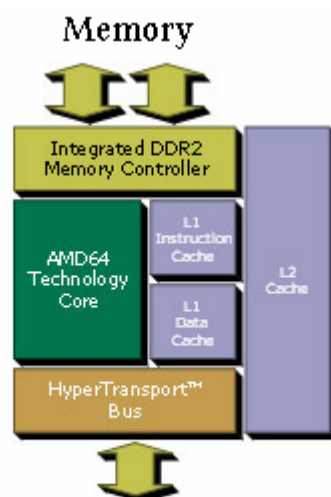 Memory
Integrated DDR2
Memory Controller
AMD64
Technology
Core
L1
Instruction
Cache
L1
Data
Cache
L2
Cache
HyperTransport™
Bus